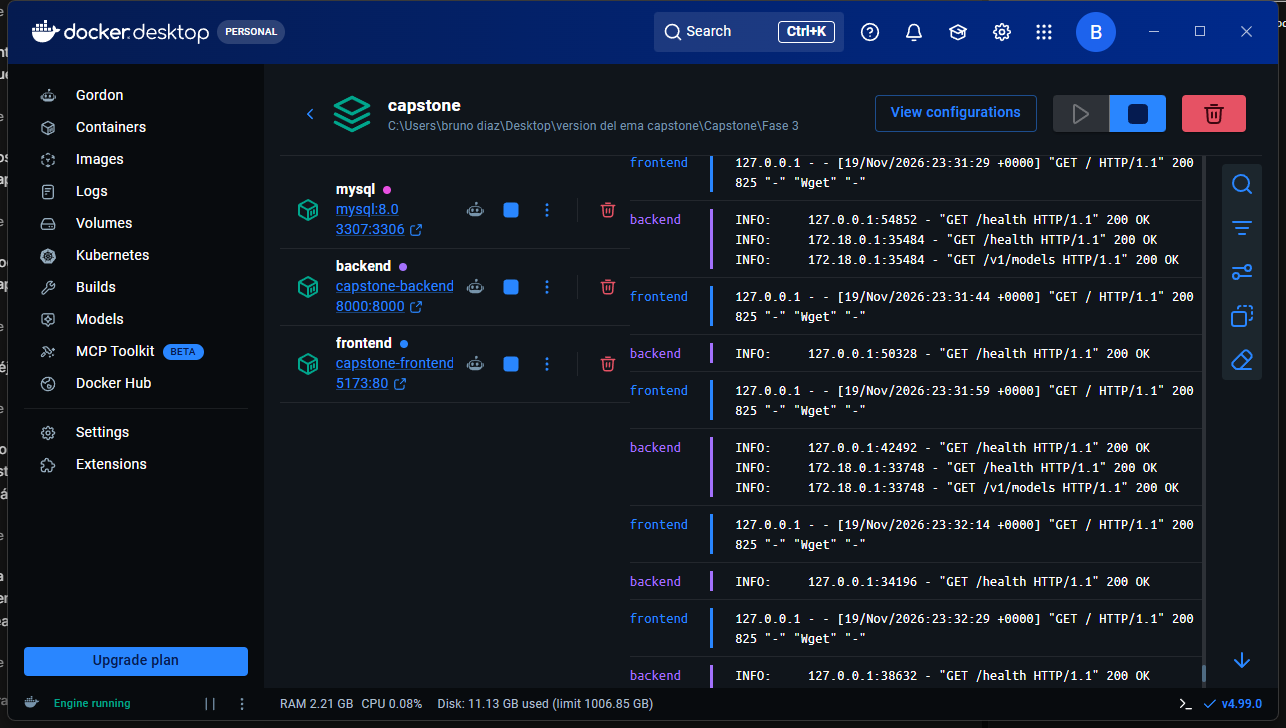 docker.desktop PERSONAL
Search Ctrl+K
B
Gordon
Containers
Images
Logs
Volumes
Kubernetes
Builds
Models
MCP Toolkit BETA
Docker Hub
Settings
Extensions
Upgrade plan
capstone
C:\Users\bruno diaz\Desktop\version del ema capstone\Capstone\Fase 3
View configurations
mysql
mysql:8.0
3307:3306
backend
capstone-backend
8000:8000
frontend
capstone-frontend
5173:80
frontend 127.0.0.1 - - [19/Nov/2026:23:31:29 +0000] "GET / HTTP/1.1" 200
825 "-" "Wget" "-"
backend INFO: 127.0.0.1:54852 - "GET /health HTTP/1.1" 200 OK
INFO: 172.18.0.1:35484 - "GET /health HTTP/1.1" 200 OK
INFO: 172.18.0.1:35484 - "GET /v1/models HTTP/1.1" 200 OK
frontend 127.0.0.1 - - [19/Nov/2026:23:31:44 +0000] "GET / HTTP/1.1" 200
825 "-" "Wget" "-"
backend INFO: 127.0.0.1:50328 - "GET /health HTTP/1.1" 200 OK
frontend 127.0.0.1 - - [19/Nov/2026:23:31:59 +0000] "GET / HTTP/1.1" 200
825 "-" "Wget" "-"
backend INFO: 127.0.0.1:42492 - "GET /health HTTP/1.1" 200 OK
INFO: 172.18.0.1:33748 - "GET /health HTTP/1.1" 200 OK
INFO: 172.18.0.1:33748 - "GET /v1/models HTTP/1.1" 200 OK
frontend 127.0.0.1 - - [19/Nov/2026:23:32:14 +0000] "GET / HTTP/1.1" 200
825 "-" "Wget" "-"
backend INFO: 127.0.0.1:34196 - "GET /health HTTP/1.1" 200 OK
frontend 127.0.0.1 - - [19/Nov/2026:23:32:29 +0000] "GET / HTTP/1.1" 200
825 "-" "Wget" "-"
backend INFO: 127.0.0.1:38632 - "GET /health HTTP/1.1" 200 OK
Engine running
RAM 2.21 GB CPU 0.08% Disk: 11.13 GB used (limit 1006.85 GB)
v4.99.0